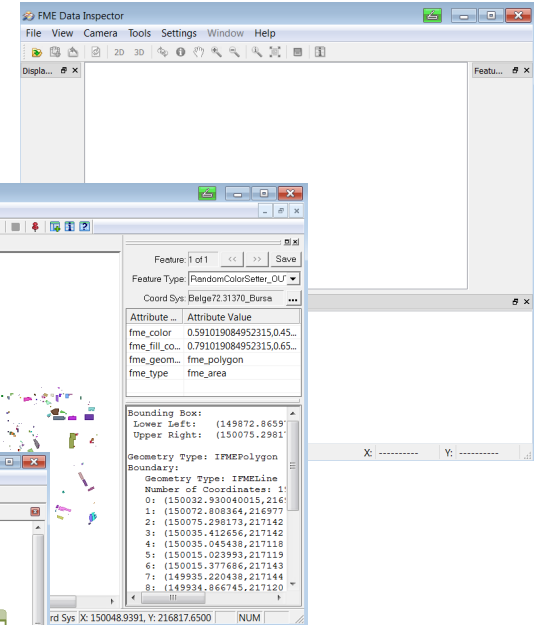 FME Data Inspector
File View Camera Tools Settings Window Help
2D 3D
Displa...
Featu...
Feature: 1 of 1 << >> Save
Feature Type: RandomColorSetter_OU
Coord Sys: Belge72.31370_Bursa ...
Attribute ... Attribute Value
fme_color 0.591019084952315,0.45...
fme_fill_co... 0.791019084952315,0.65...
fme_geom... fme_polygon
fme_type fme_area
Bounding Box:
Lower Left: (149872.8659
Upper Right: (150075.2981
Geometry Type: IFMEPolygon
Boundary:
Geometry Type: IFMELine
Number of Coordinates: 1
0: (150032.930040015,216
1: (150072.808364,216977
2: (150075.298173,217142
3: (150035.412656,217142
4: (150035.045438,217118
5: (150015.023993,217119
6: (150015.377686,217143
7: (149935.220438,217144
8: (149934.866745,217120
X: ---------- Y: ----------
rd Sys X: 150048.9391, Y: 216817.6500 NUM